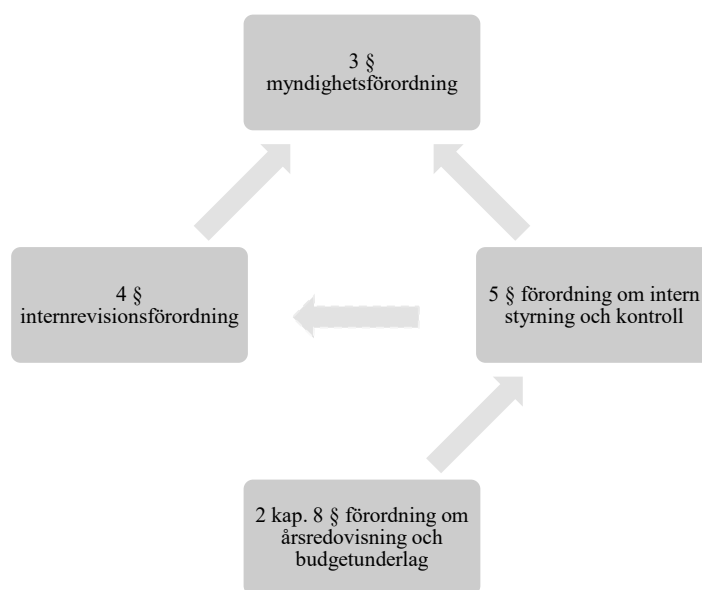 3 §
myndighetsförordning
4 §
internrevisionsförordning
5 § förordning om intern
styrning och kontroll
2 kap. 8 § förordning om
årsredovisning och
budgetunderlag